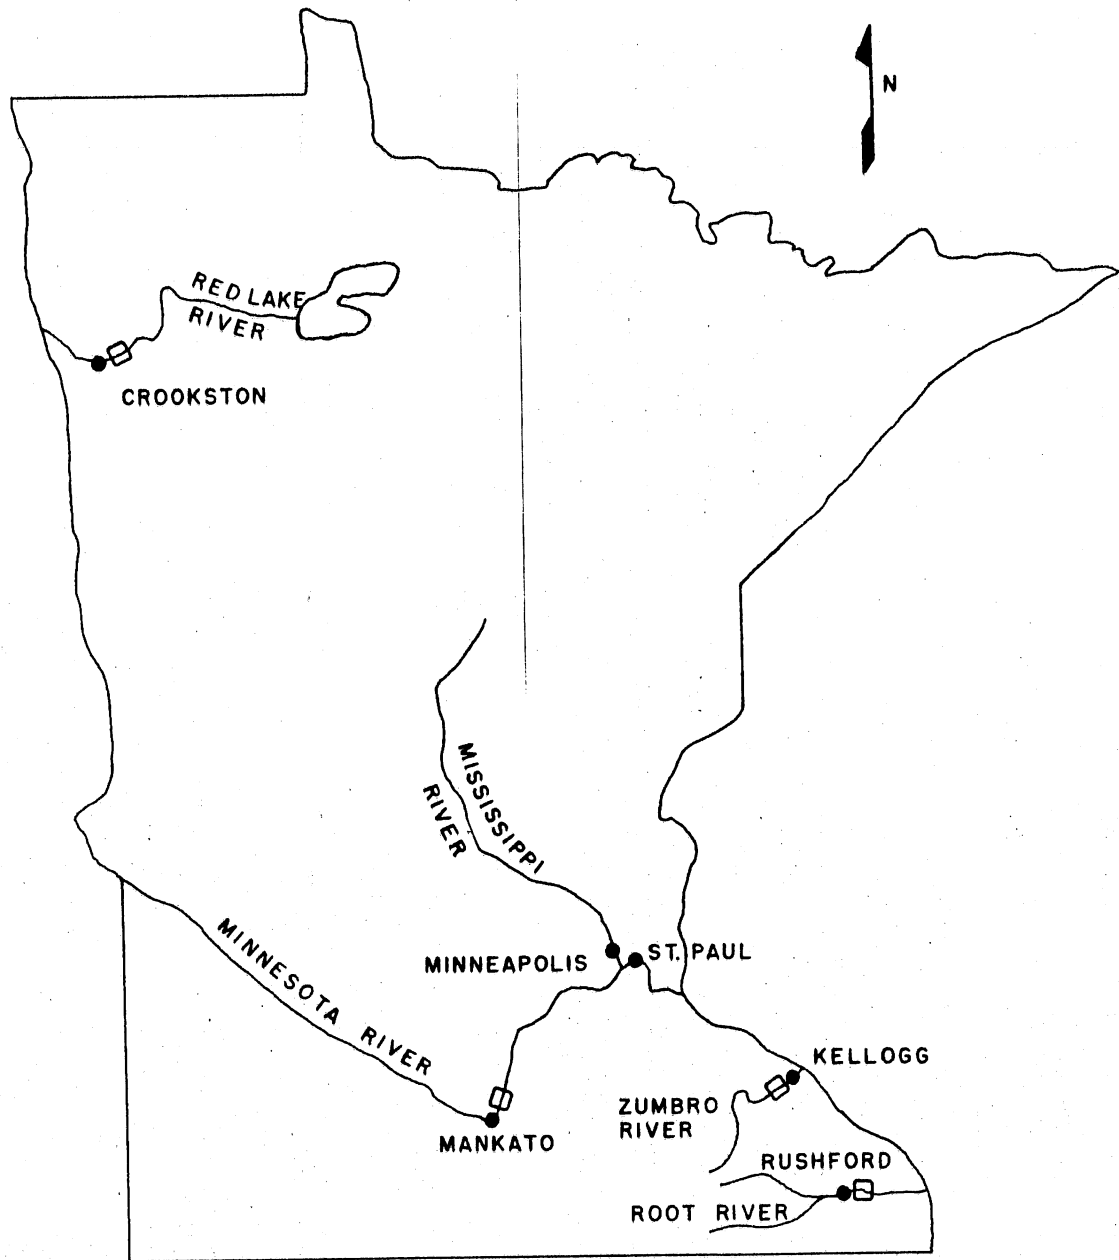 N
RED LAKE
RIVER
CROOKSTON
MISSISSIPPI
RIVER
MINNESOTA RIVER
MINNEAPOLIS
ST. PAUL
KELLOGG
ZUMBRO
RIVER
MANKATO
RUSHFORD
ROOT RIVER